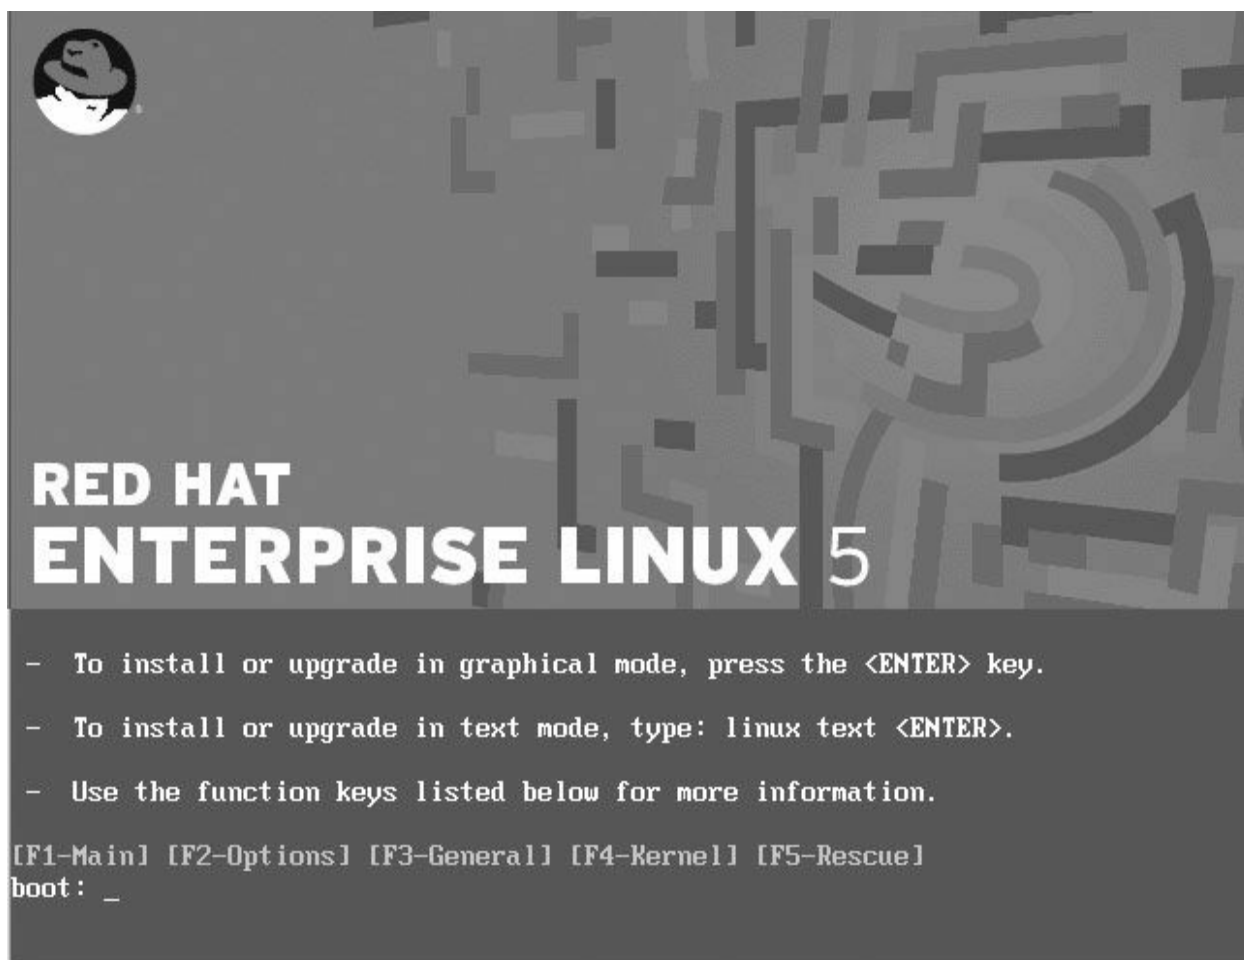 RED HAT
ENTERPRISE LINUX 5
- To install or upgrade in graphical mode, press the <ENTER> key.
- To install or upgrade in text mode, type: linux text <ENTER>.
- Use the function keys listed below for more information.
[F1-Main] [F2-Options] [F3-General] [F4-Kernel] [F5-Rescue]
boot: _